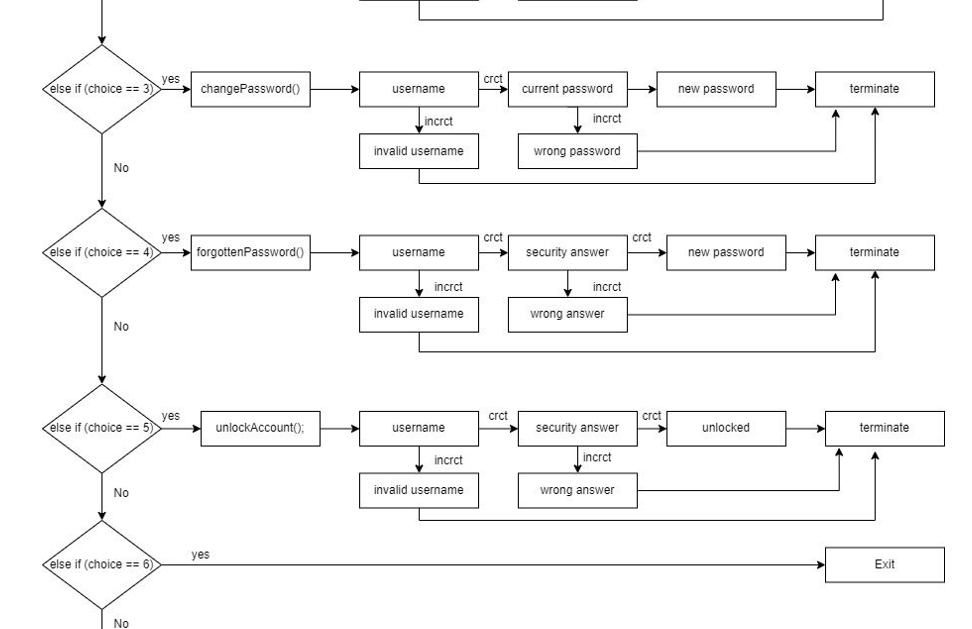 yes
crct
else if (choice == 3)
changePassword()
username
current password
new password
terminate
incrct
incrct
invalid username
wrong password
No
yes
crct
crct
else if (choice == 4)
forgottenPassword()
username
security answer
new password
terminate
incrct
incrct
invalid username
wrong answer
No
yes
crct
crct
else if (choice == 5)
unlockAccount();
username
security answer
unlocked
terminate
incrct
incrct
invalid username
wrong answer
No
yes
else if (choice == 6)
Exit
No